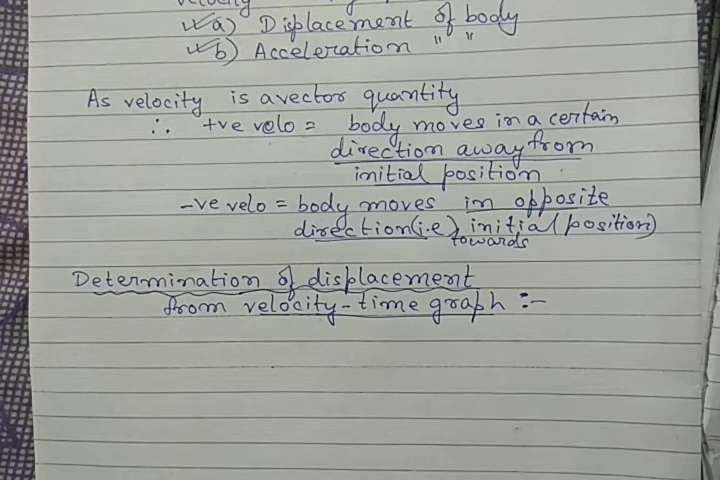 velocity
a) Displacement of body
b) Acceleration " "
As velocity is a vector quantity
∴ +ve velo = body moves in a certain
direction away from
initial position
-ve velo = body moves in opposite
direction (i.e) initial position)
towards
Determination of displacement
from velocity-time graph :-